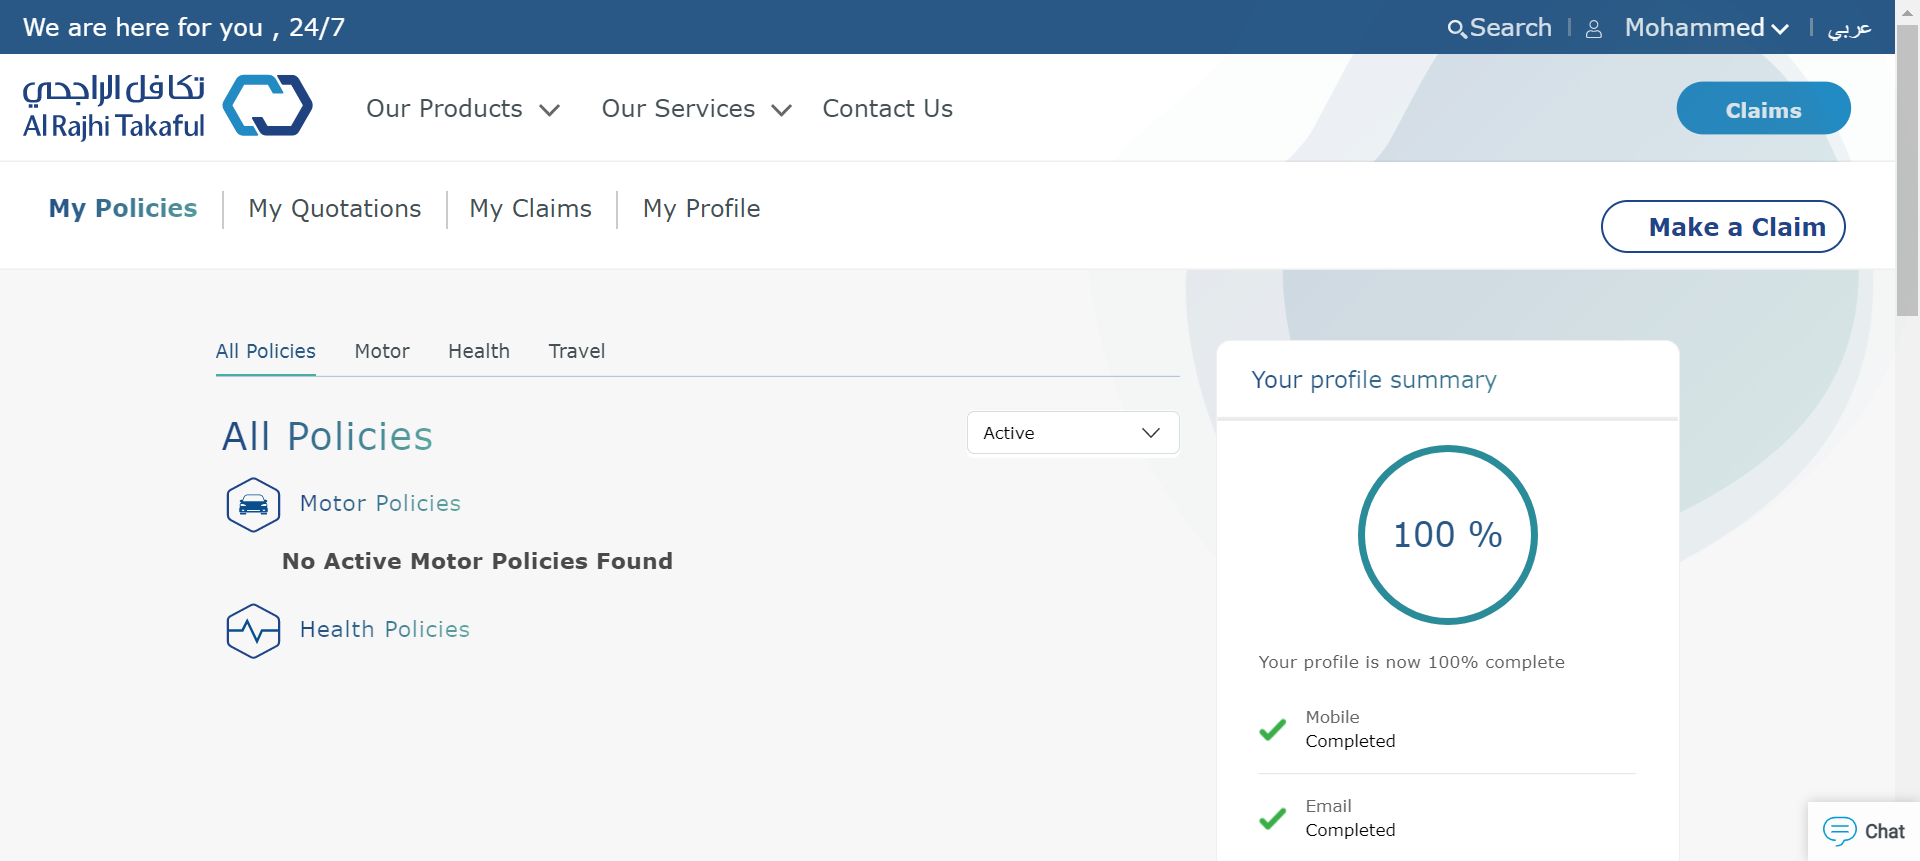 We are here for you , 24/7
Search
Mohammed
عربي
تكافل الراجحي
Al Rajhi Takaful
Our Products
Our Services
Contact Us
Claims
My Policies
My Quotations
My Claims
My Profile
Make a Claim
All Policies
Motor
Health
Travel
All Policies
Active
Motor Policies
No Active Motor Policies Found
Health Policies
Your profile summary
100 %
Your profile is now 100% complete
Mobile
Completed
Email
Completed
Chat